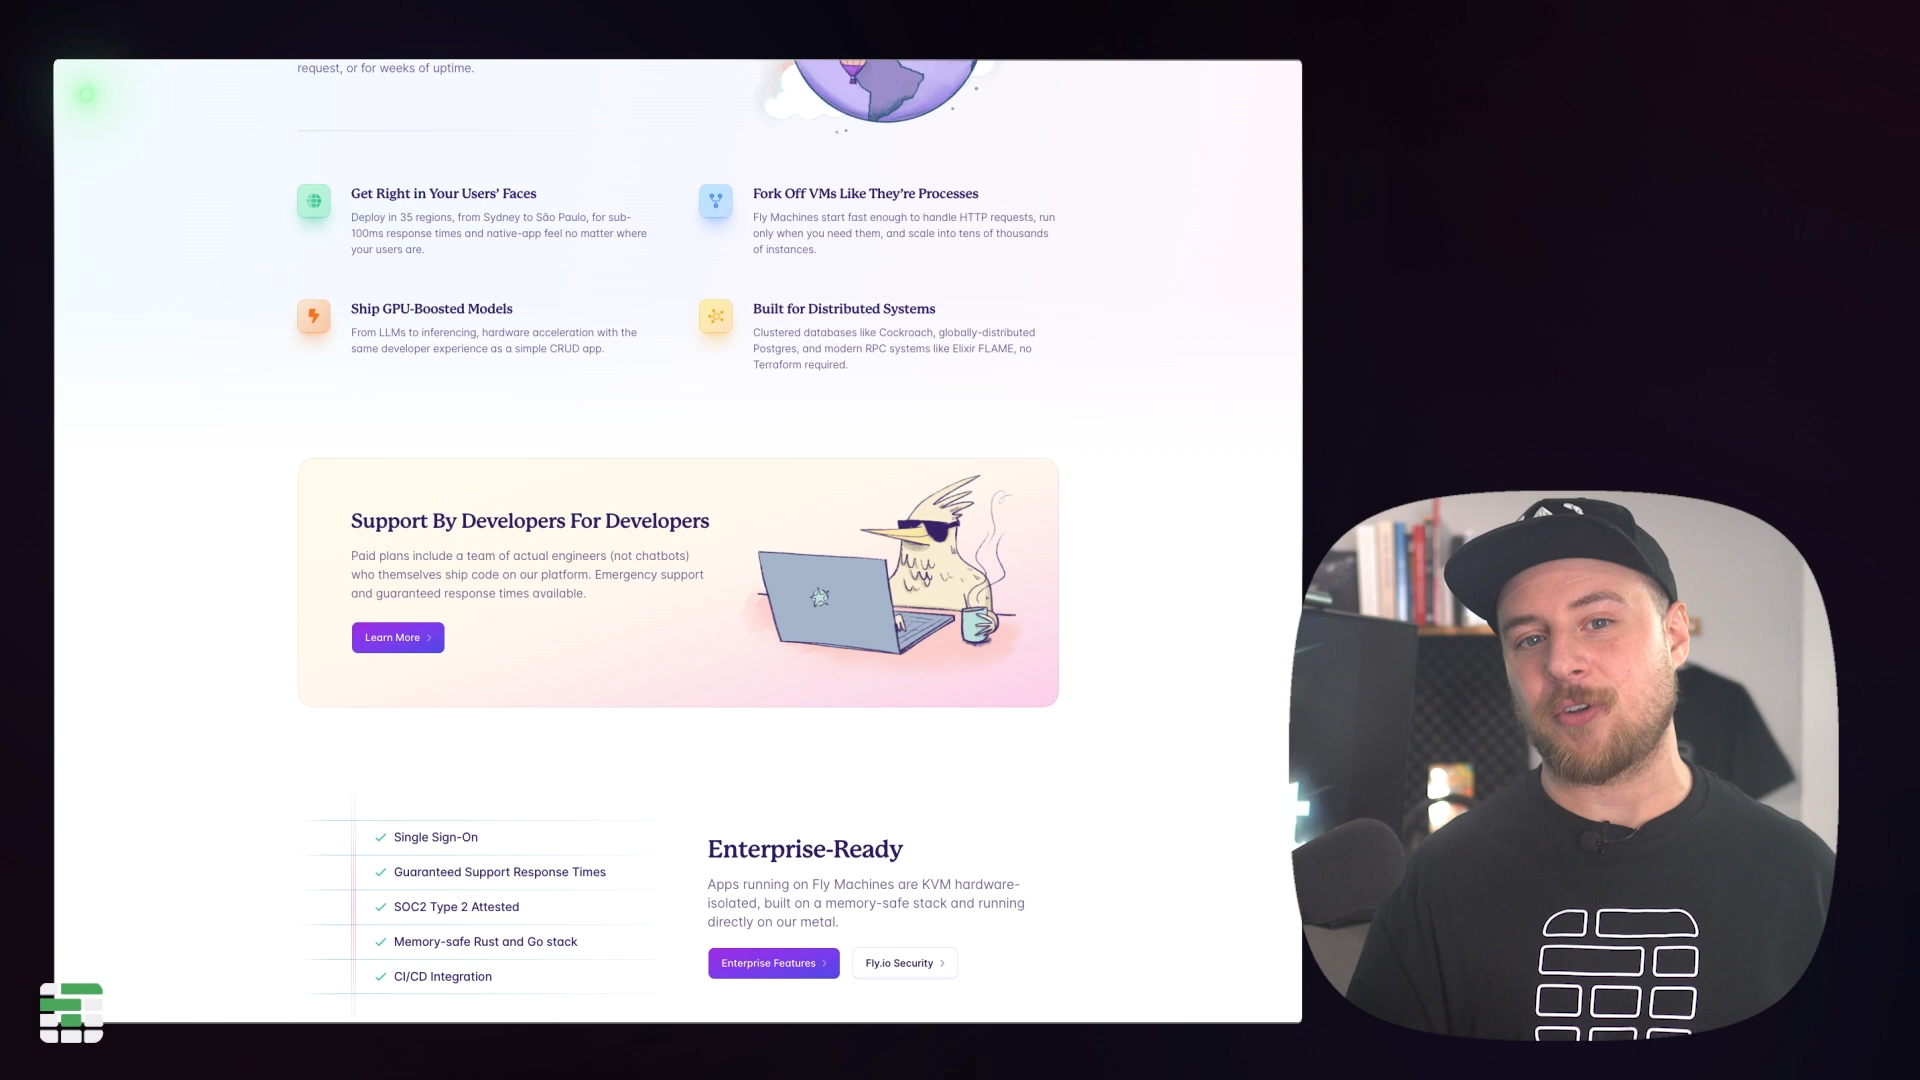 request, or for weeks of uptime.
Get Right in Your Users’ Faces
Deploy in 35 regions, from Sydney to São Paulo, for sub-
100ms response times and native-app feel no matter where
your users are.
Fork Off VMs Like They’re Processes
Fly Machines start fast enough to handle HTTP requests, run
only when you need them, and scale into tens of thousands
of instances.
Ship GPU-Boosted Models
From LLMs to inferencing, hardware acceleration with the
same developer experience as a simple CRUD app.
Built for Distributed Systems
Clustered databases like Cockroach, globally-distributed
Postgres, and modern RPC systems like Elixir FLAME, no
Terraform required.
Support By Developers For Developers
Paid plans include a team of actual engineers (not chatbots)
who themselves ship code on our platform. Emergency support
and guaranteed response times available.
Learn More
Single Sign-On
Guaranteed Support Response Times
SOC2 Type 2 Attested
Memory-safe Rust and Go stack
CI/CD Integration
Enterprise-Ready
Apps running on Fly Machines are KVM hardware-
isolated, built on a memory-safe stack and running
directly on our metal.
Enterprise Features
Fly.io Security